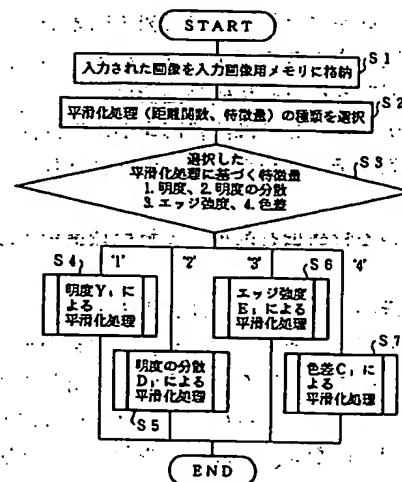 START
S1
入力された画像を入力画像用メモリに格納
S2
平滑化処理（距離関数、特徴量）の種類を選択
S3
選択した
平滑化処理に基づく特徴量
1. 明度、2. 明度の分散
3. エッジ強度、4. 色差
S4
'1'
'2'
'3'
S6
'4'
明度Yiによる
平滑化処理
エッジ強度
Eiによる
平滑化処理
明度の分散
Diによる
平滑化処理
S5
S7
色差Ciに
よる
平滑化処理
END